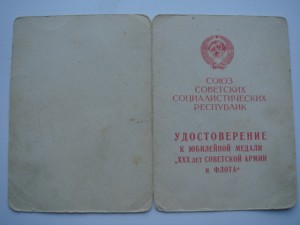 СОЮЗ
СОВЕТСКИХ
СОЦИАЛИСТИЧЕСКИХ
РЕСПУБЛИК
УДОСТОВЕРЕНИЕ
К ЮБИЛЕЙНОЙ МЕДАЛИ
„XXX лет СОВЕТСКОЙ АРМИИ
И ФЛОТА“